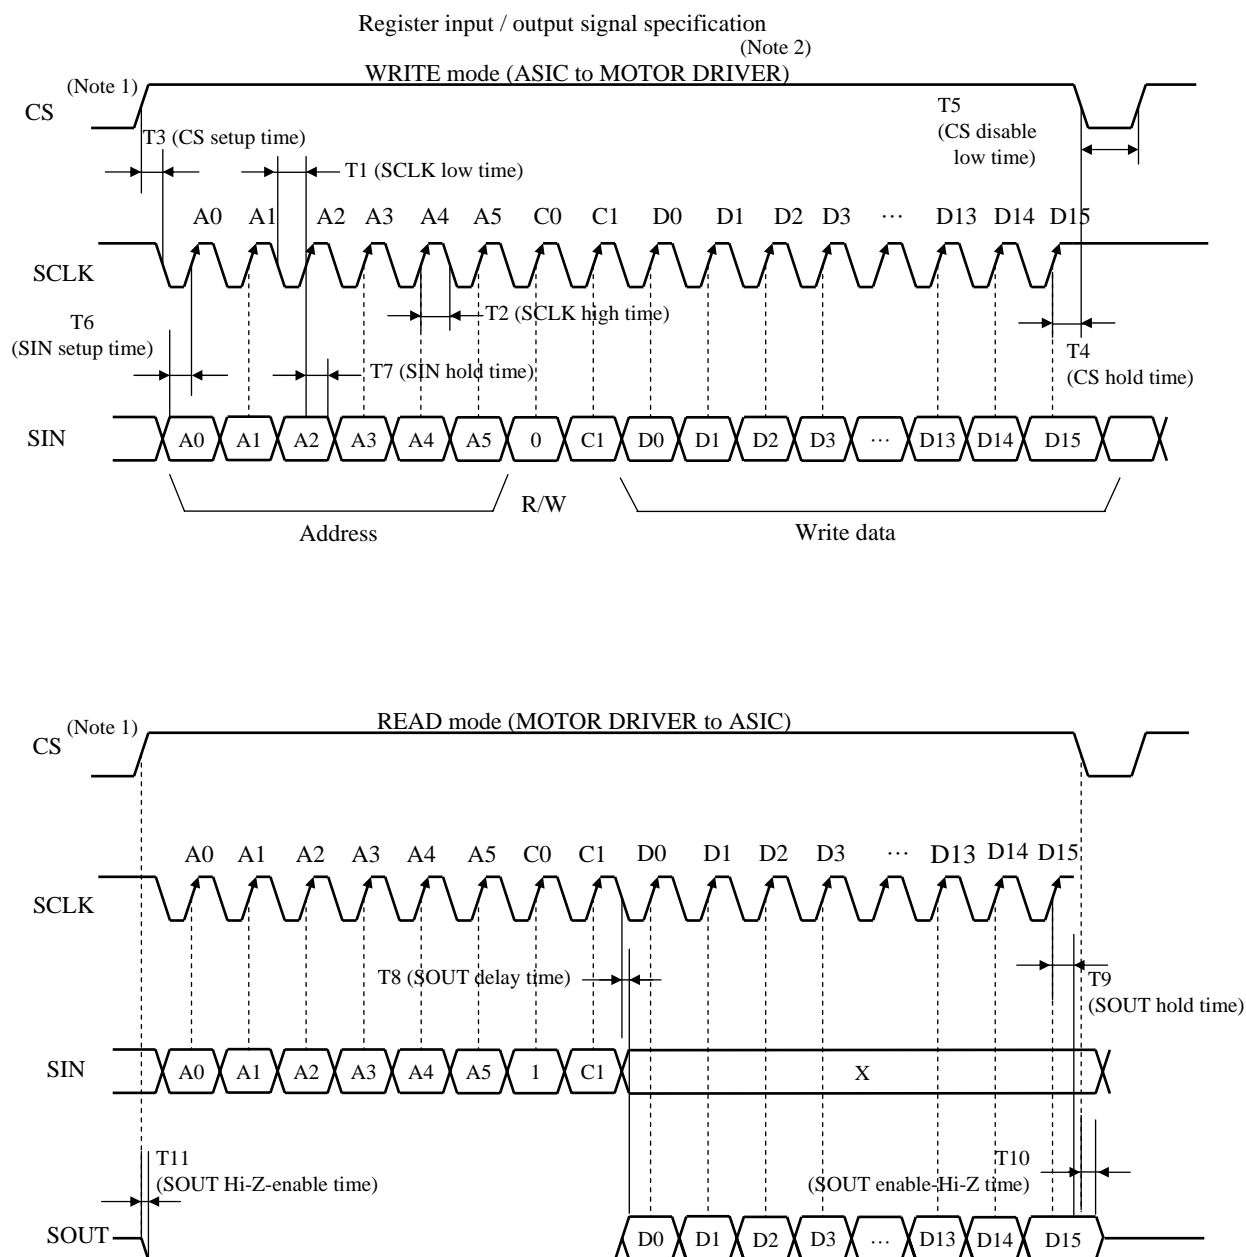 Register input / output signal specification
(Note 2)
WRITE mode (ASIC to MOTOR DRIVER)
(Note 1)
CS
T3 (CS setup time)
T5
(CS disable
low time)
T1 (SCLK low time)
A0 A1 A2 A3 A4 A5 C0 C1 D0 D1 D2 D3 ... D13 D14 D15
SCLK
T2 (SCLK high time)
T6
(SIN setup time)
T4
(CS hold time)
T7 (SIN hold time)
SIN A0 A1 A2 A3 A4 A5 0 C1 D0 D1 D2 D3 ... D13 D14 D15
R/W
Address
Write data
READ mode (MOTOR DRIVER to ASIC)
(Note 1)
CS
A0 A1 A2 A3 A4 A5 C0 C1 D0 D1 D2 D3 ... D13 D14 D15
SCLK
T8 (SOUT delay time)
T9
(SOUT hold time)
SIN A0 A1 A2 A3 A4 A5 1 C1 X
T11
(SOUT Hi-Z-enable time)
T10
(SOUT enable-Hi-Z time)
SOUT D0 D1 D2 D3 ... D13 D14 D15